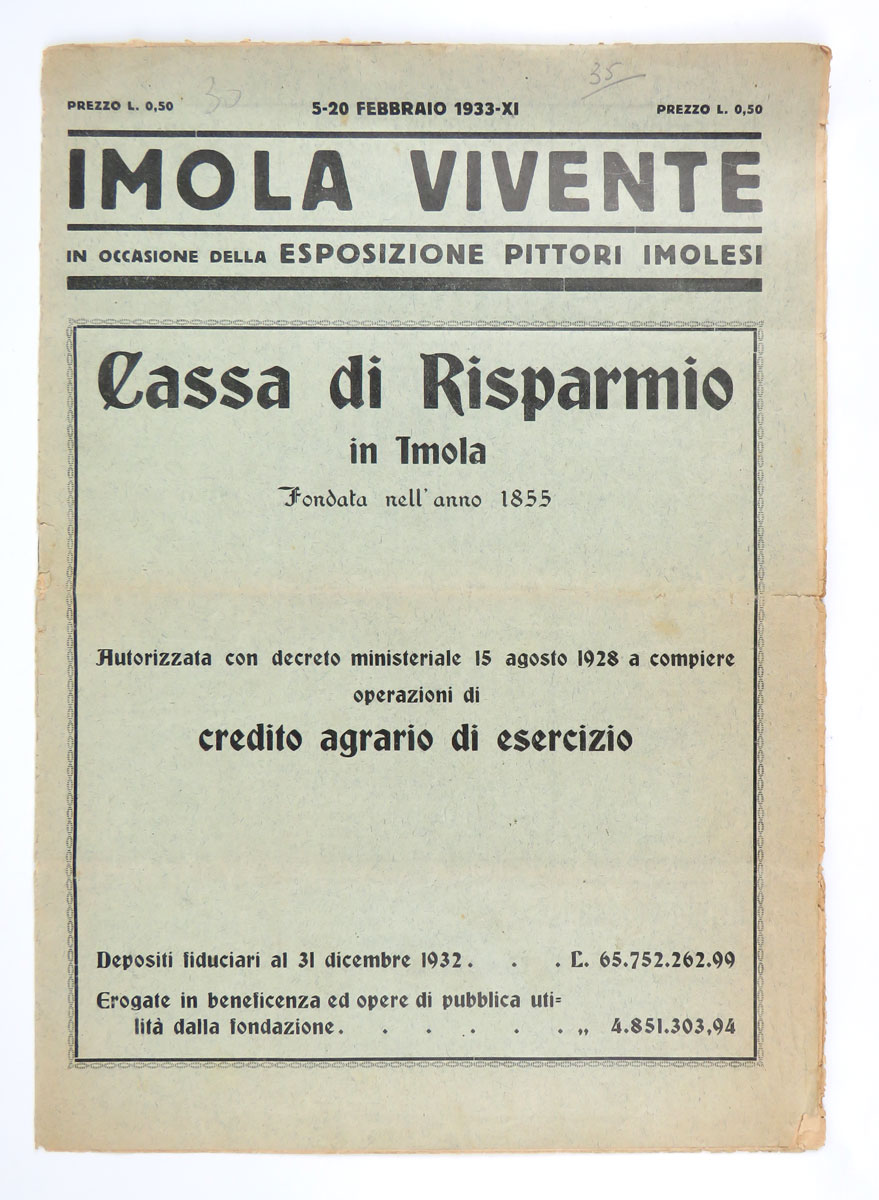 30
35
PREZZO L. 0,50 5-20 FEBBRAIO 1933-XI PREZZO L. 0,50
IMOLA VIVENTE
IN OCCASIONE DELLA ESPOSIZIONE PITTORI IMOLESI
Cassa di Risparmio
in Imola
Fondata nell'anno 1855
Autorizzata con decreto ministeriale 15 agosto 1928 a compiere
operazioni di
credito agrario di esercizio
Depositi fiduciari al 31 dicembre 1932. . . . L. 65.752.262.99
Erogate in beneficenza ed opere di pubblica uti=
lità dalla fondazione. . . . . . . „ 4.851.303,94